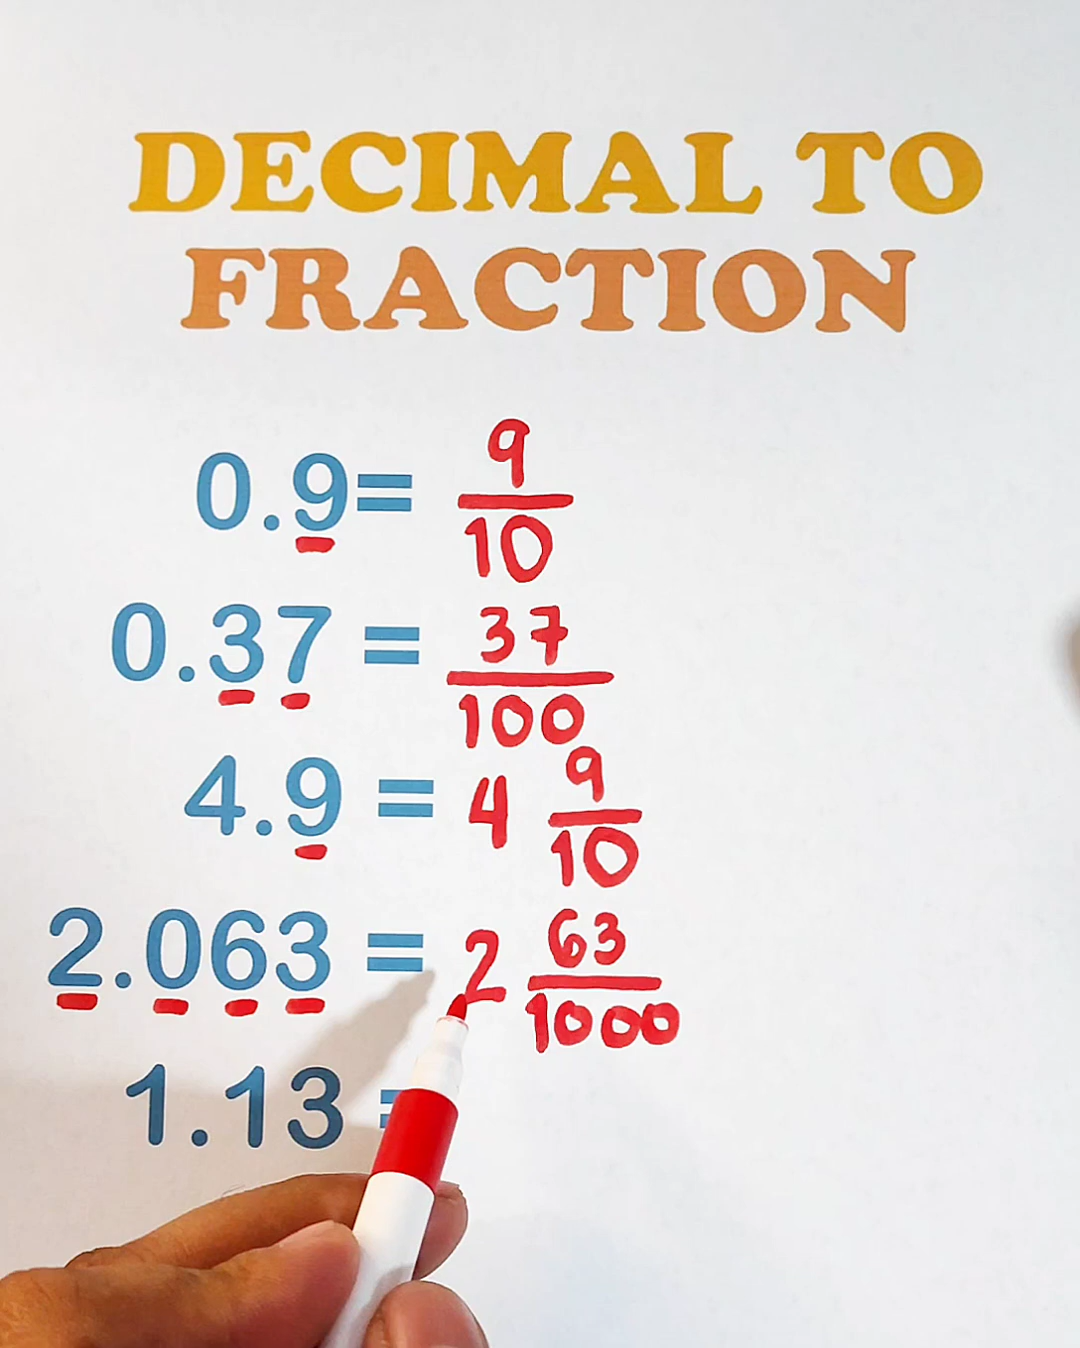 DECIMAL TO
FRACTION
0.9= 9/10
0.37 = 37/100
4.9 = 4 9/10
2.063 = 2 63/1000
1.13 =